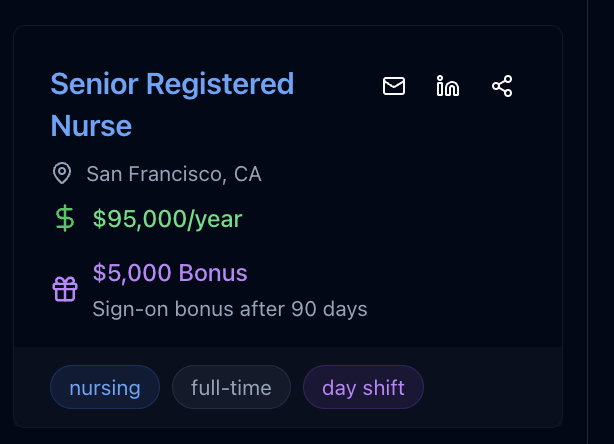 Senior Registered
Nurse
San Francisco, CA
$95,000/year
$5,000 Bonus
Sign-on bonus after 90 days
nursing
full-time
day shift